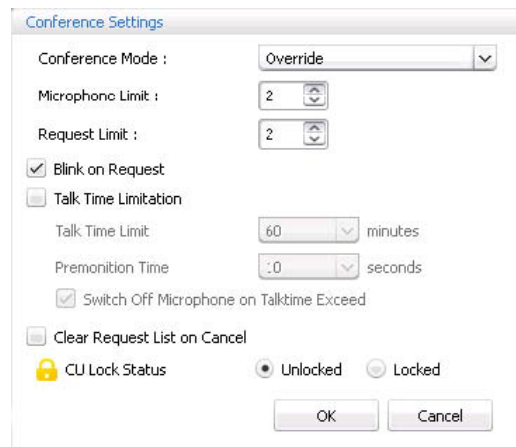 Conference Settings
Conference Mode : Override
Microphone Limit : 2
Request Limit : 2
Blink on Request
Talk Time Limitation
Talk Time Limit 60 minutes
Premonition Time 10 seconds
Switch Off Microphone on Talktime Exceed
Clear Request List on Cancel
CU Lock Status Unlocked Locked
OK Cancel